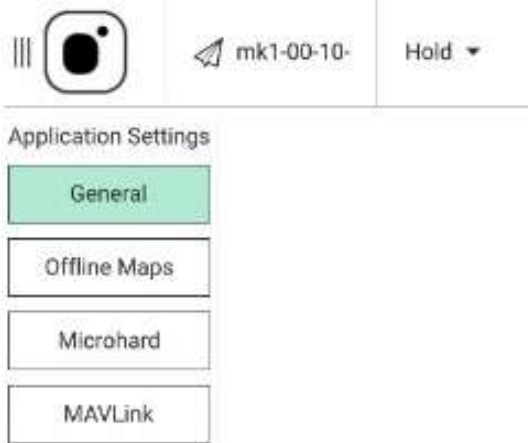 mk1-00-10- Hold
Application Settings
General
Offline Maps
Microhard
MAVLink